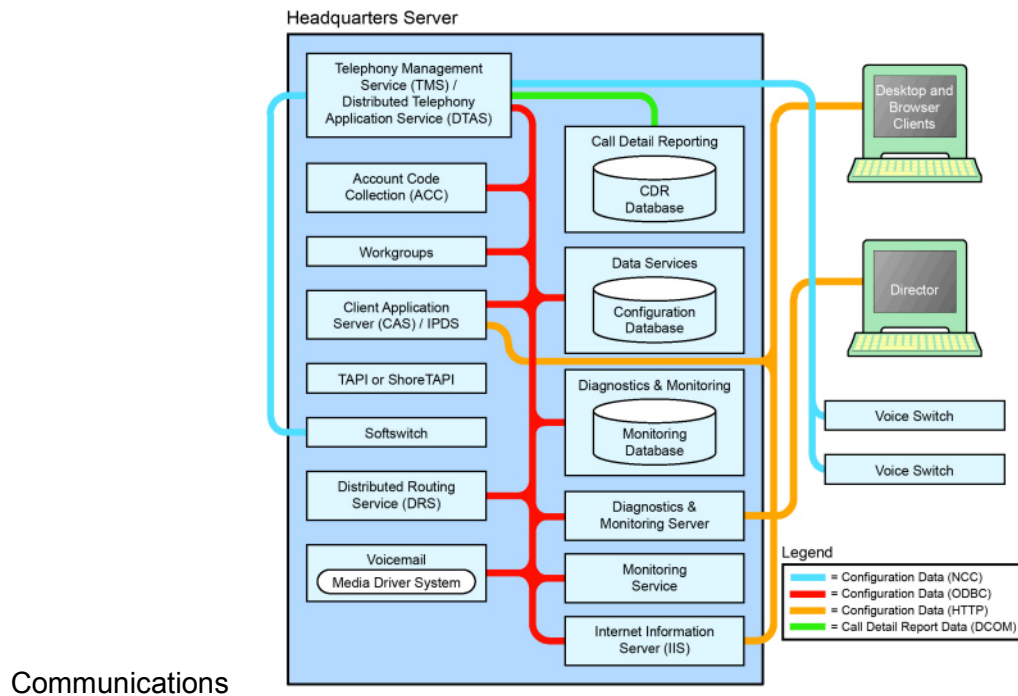 Headquarters Server
Telephony Management
Service (TMS) /
Distributed Telephony
Application Service (DTAS)
Account Code
Collection (ACC)
Workgroups
Client Application
Server (CAS) / IPDS
TAPI or ShoreTAPI
Softswitch
Distributed Routing
Service (DRS)
Voicemail
Media Driver System
Call Detail Reporting
CDR
Database
Data Services
Configuration
Database
Diagnostics & Monitoring
Monitoring
Database
Diagnostics &
Monitoring Server
Monitoring
Service
Internet Information
Server (IIS)
Desktop and
Browser
Clients
Director
Voice Switch
Voice Switch
Legend
= Configuration Data (NCC)
= Configuration Data (ODBC)
= Configuration Data (HTTP)
= Call Detail Report Data (DCOM)
Communications